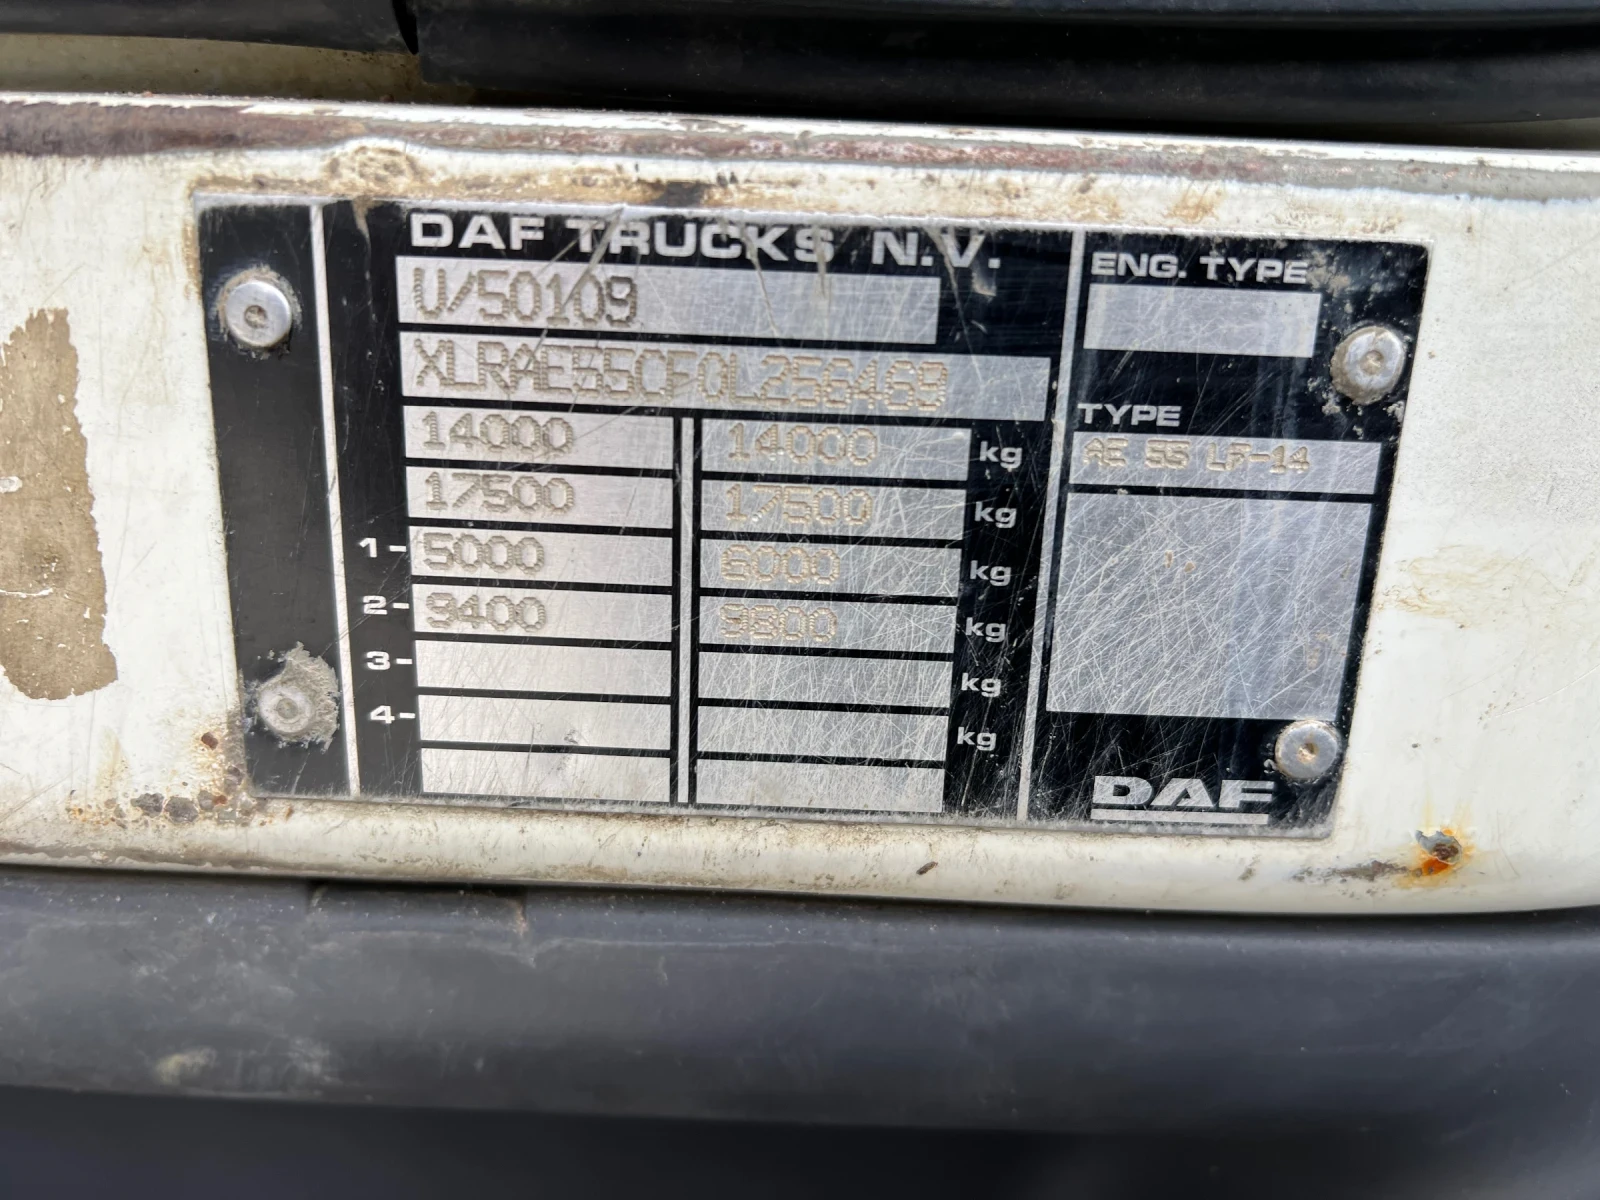 DAF TRUCKS N.V.
U/50109
XLRAE55CF0L256469
14000 14000 kg
17500 17500 kg
1- 5000 6000 kg
2- 9400 9800 kg
3- kg
4- kg
ENG. TYPE
TYPE
AE 55 LF-14
DAF